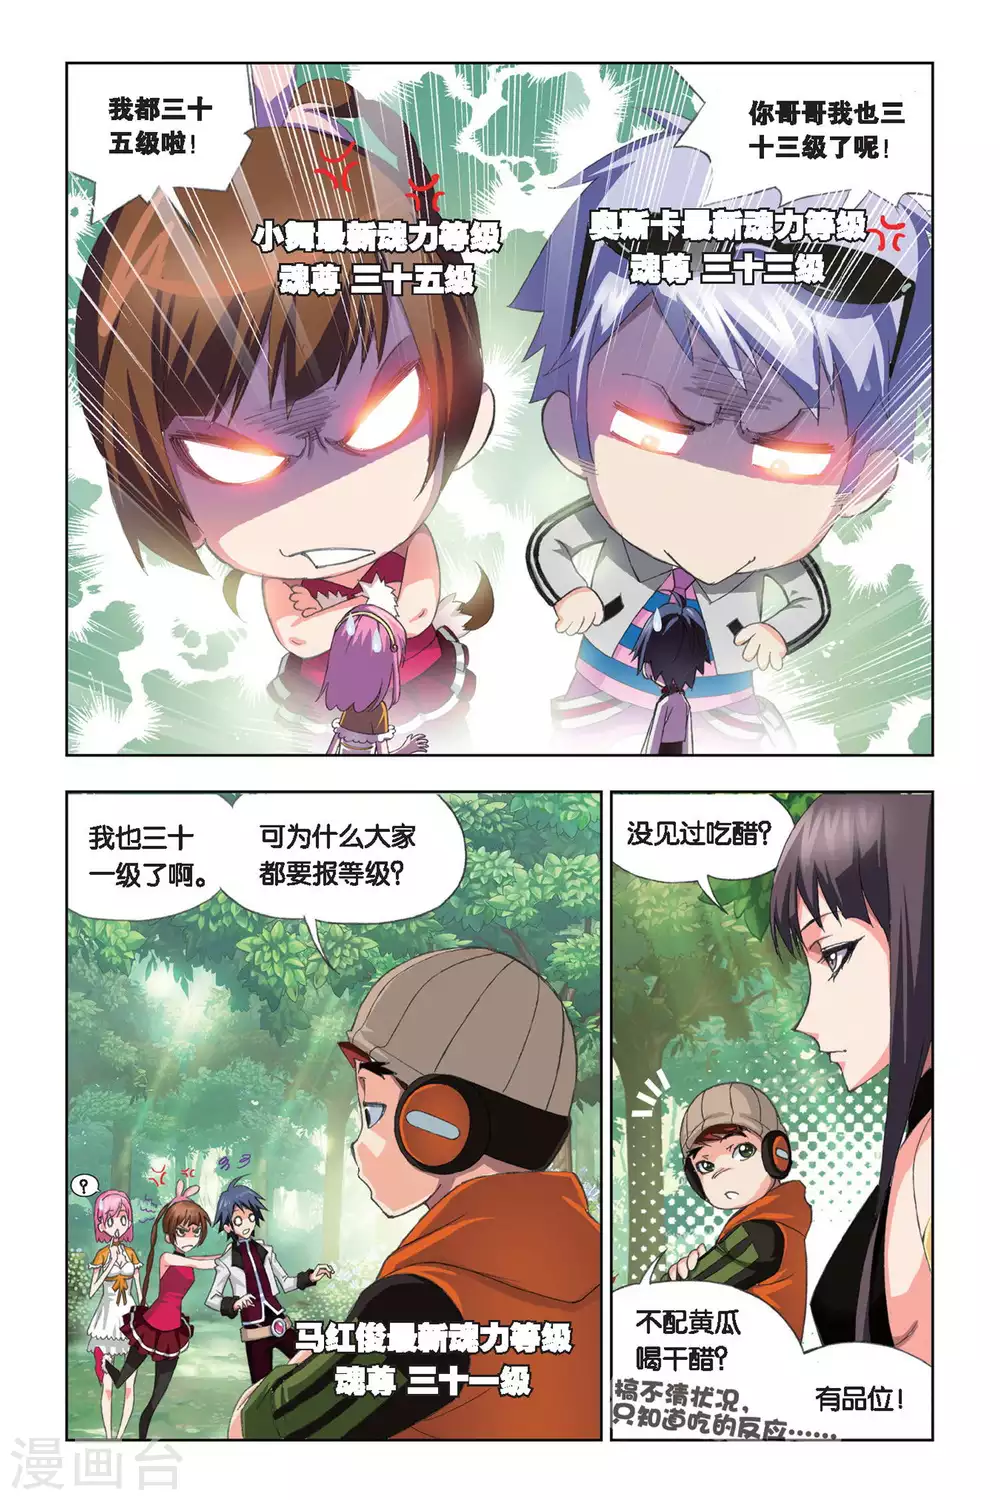 我都三十
五级啦！
你哥哥我也三
十三级了呢！
小舞最新魂力等级
魂尊 三十五级
奥斯卡最新魂力等级
魂尊 三十三级
我也三十
一级了啊。
可为什么大家
都要报等级？
?
马红俊最新魂力等级
魂尊 三十一级
没见过吃醋？
不配黄瓜
喝干醋？
有品位！
搞不清状况，
只知道吃的反应……
漫画台